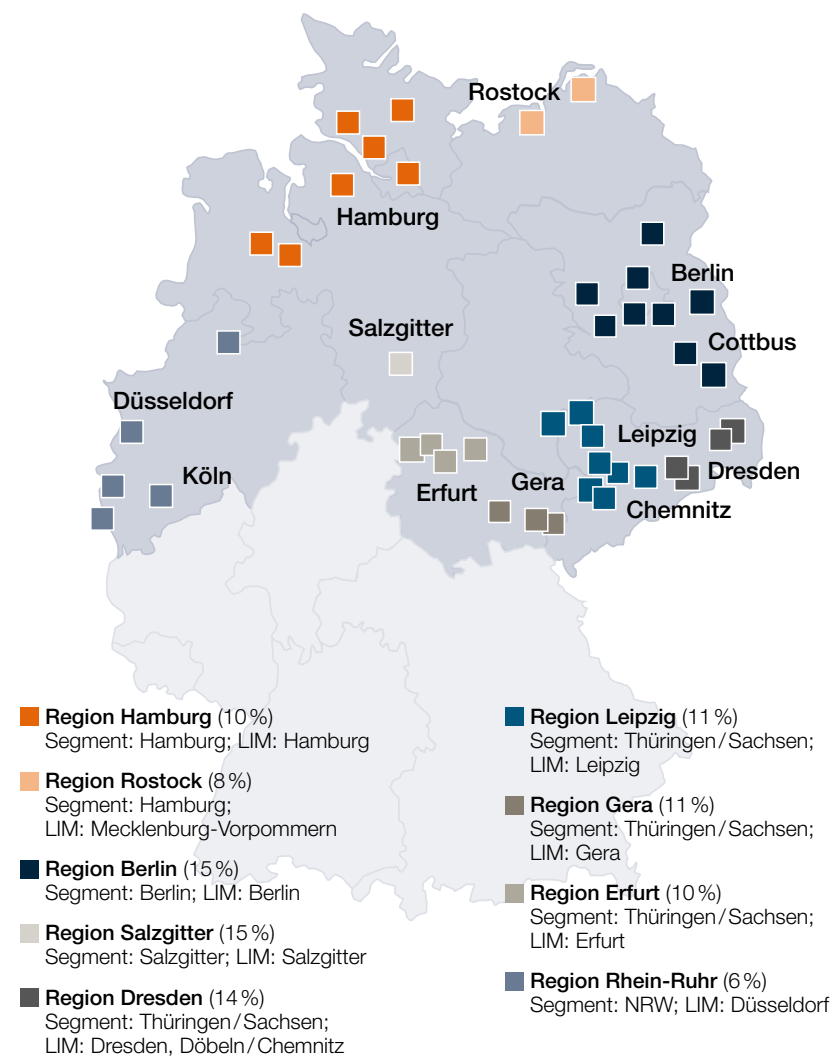 Rostock
Hamburg
Berlin
Salzgitter
Cottbus
Düsseldorf
Leipzig
Köln
Gera
Dresden
Erfurt
Chemnitz
Region Hamburg (10 %)
Segment: Hamburg; LIM: Hamburg
Region Rostock (8 %)
Segment: Hamburg;
LIM: Mecklenburg-Vorpommern
Region Berlin (15 %)
Segment: Berlin; LIM: Berlin
Region Salzgitter (15 %)
Segment: Salzgitter; LIM: Salzgitter
Region Dresden (14 %)
Segment: Thüringen/Sachsen;
LIM: Dresden, Döbeln/Chemnitz
Region Leipzig (11 %)
Segment: Thüringen/Sachsen;
LIM: Leipzig
Region Gera (11 %)
Segment: Thüringen/Sachsen;
LIM: Gera
Region Erfurt (10 %)
Segment: Thüringen/Sachsen;
LIM: Erfurt
Region Rhein-Ruhr (6 %)
Segment: NRW; LIM: Düsseldorf